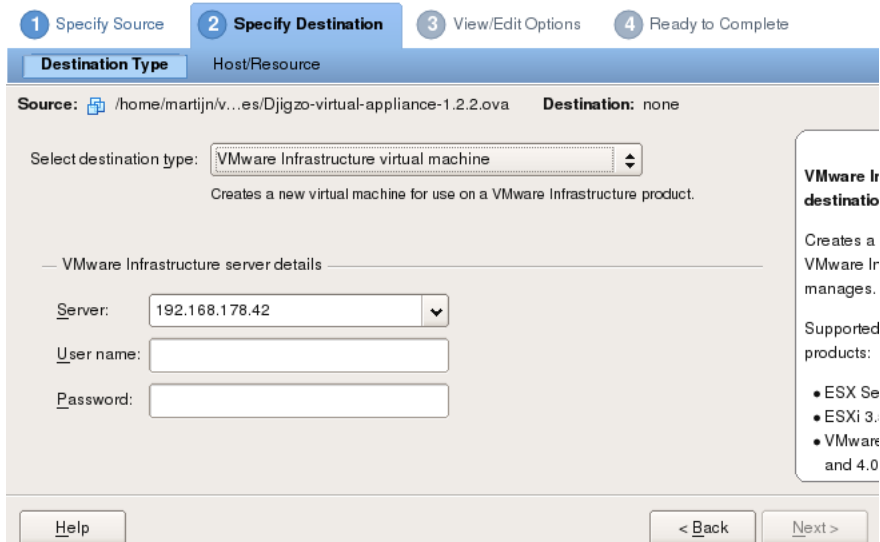 1 Specify Source 2 Specify Destination 3 View/Edit Options 4 Ready to Complete
Destination Type Host/Resource
Source: /home/martijn/v...es/Djigzo-virtual-appliance-1.2.2.ova Destination: none
Select destination type: VMware Infrastructure virtual machine
Creates a new virtual machine for use on a VMware Infrastructure product.
VMware Infrastructure server details
Server: 192.168.178.42
User name:
Password:
VMware In
destinatio
Creates a
VMware In
manages.
Supported
products:
• ESX Se
• ESXi 3.
• VMware
and 4.0
Help < Back Next >